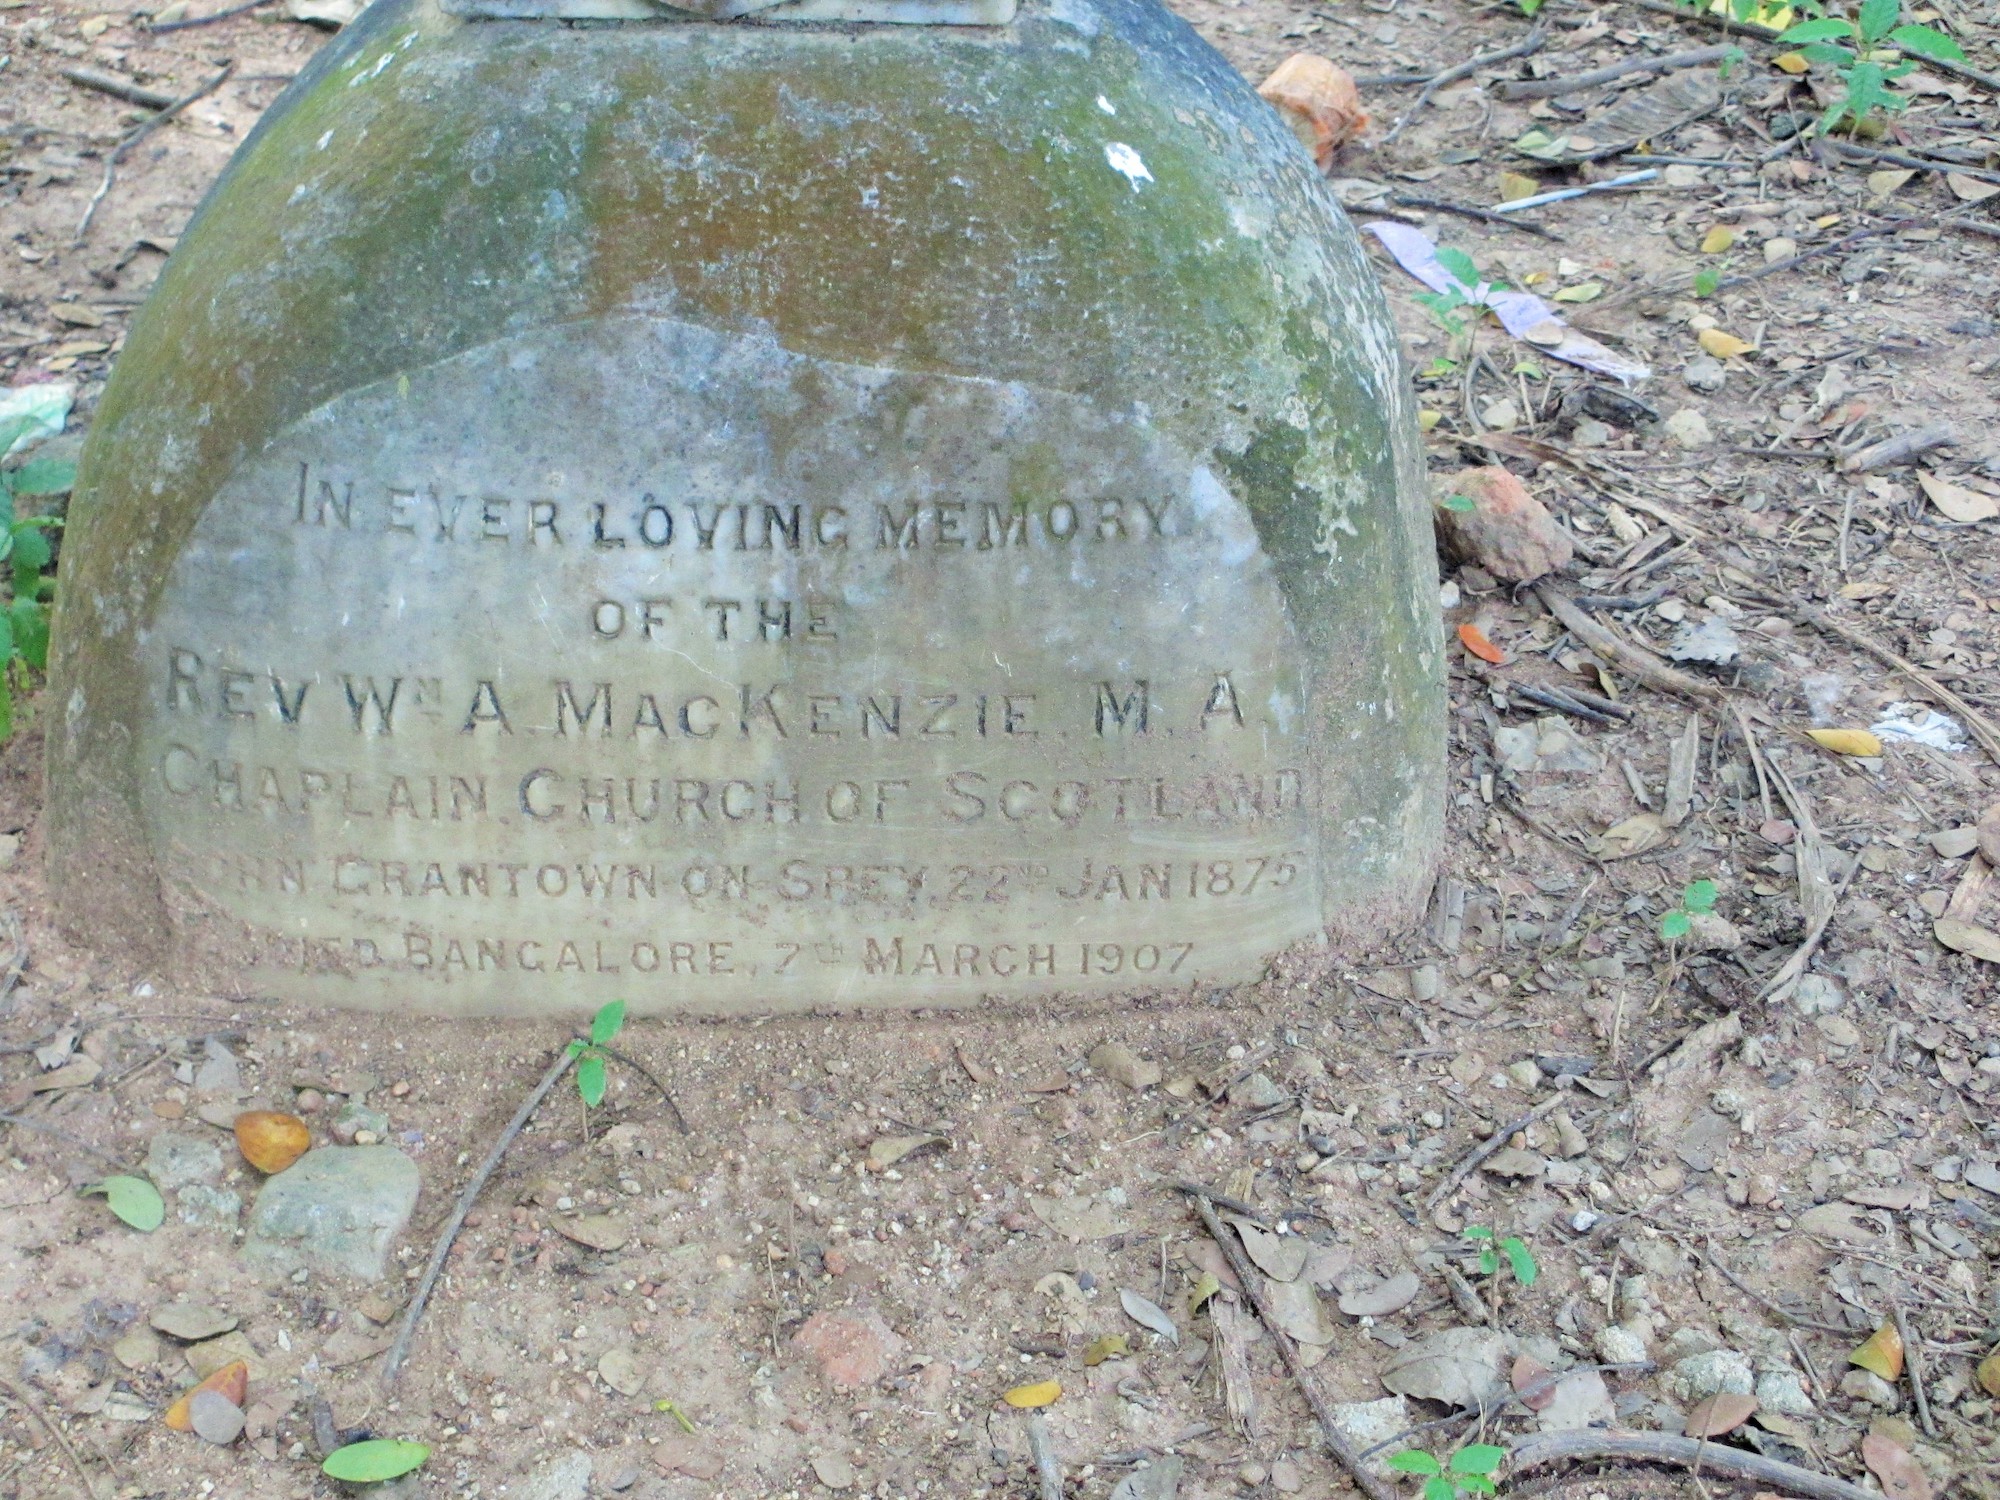 IN EVER LOVING MEMORY
OF THE
REV WM A. MACKENZIE. M.A.
CHAPLAIN. CHURCH OF SCOTLAND
GRANTOWN-ON-SPEY, 22ND JAN 1875
DIED BANGALORE, 7TH MARCH 1907